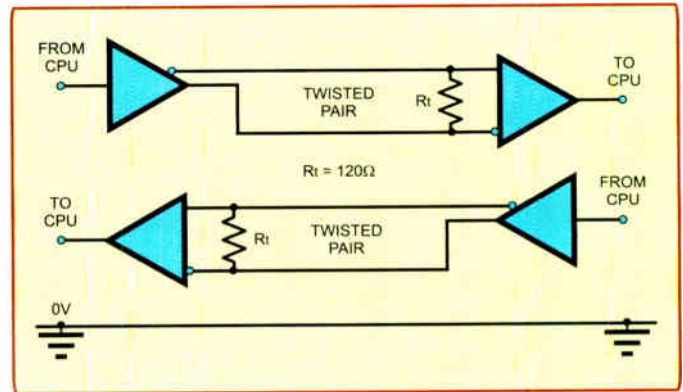 FROM
CPU
TO
CPU
TWISTED
PAIR
Rt
Rt = 120Ω
TO
CPU
FROM
CPU
Rt
TWISTED
PAIR
0V